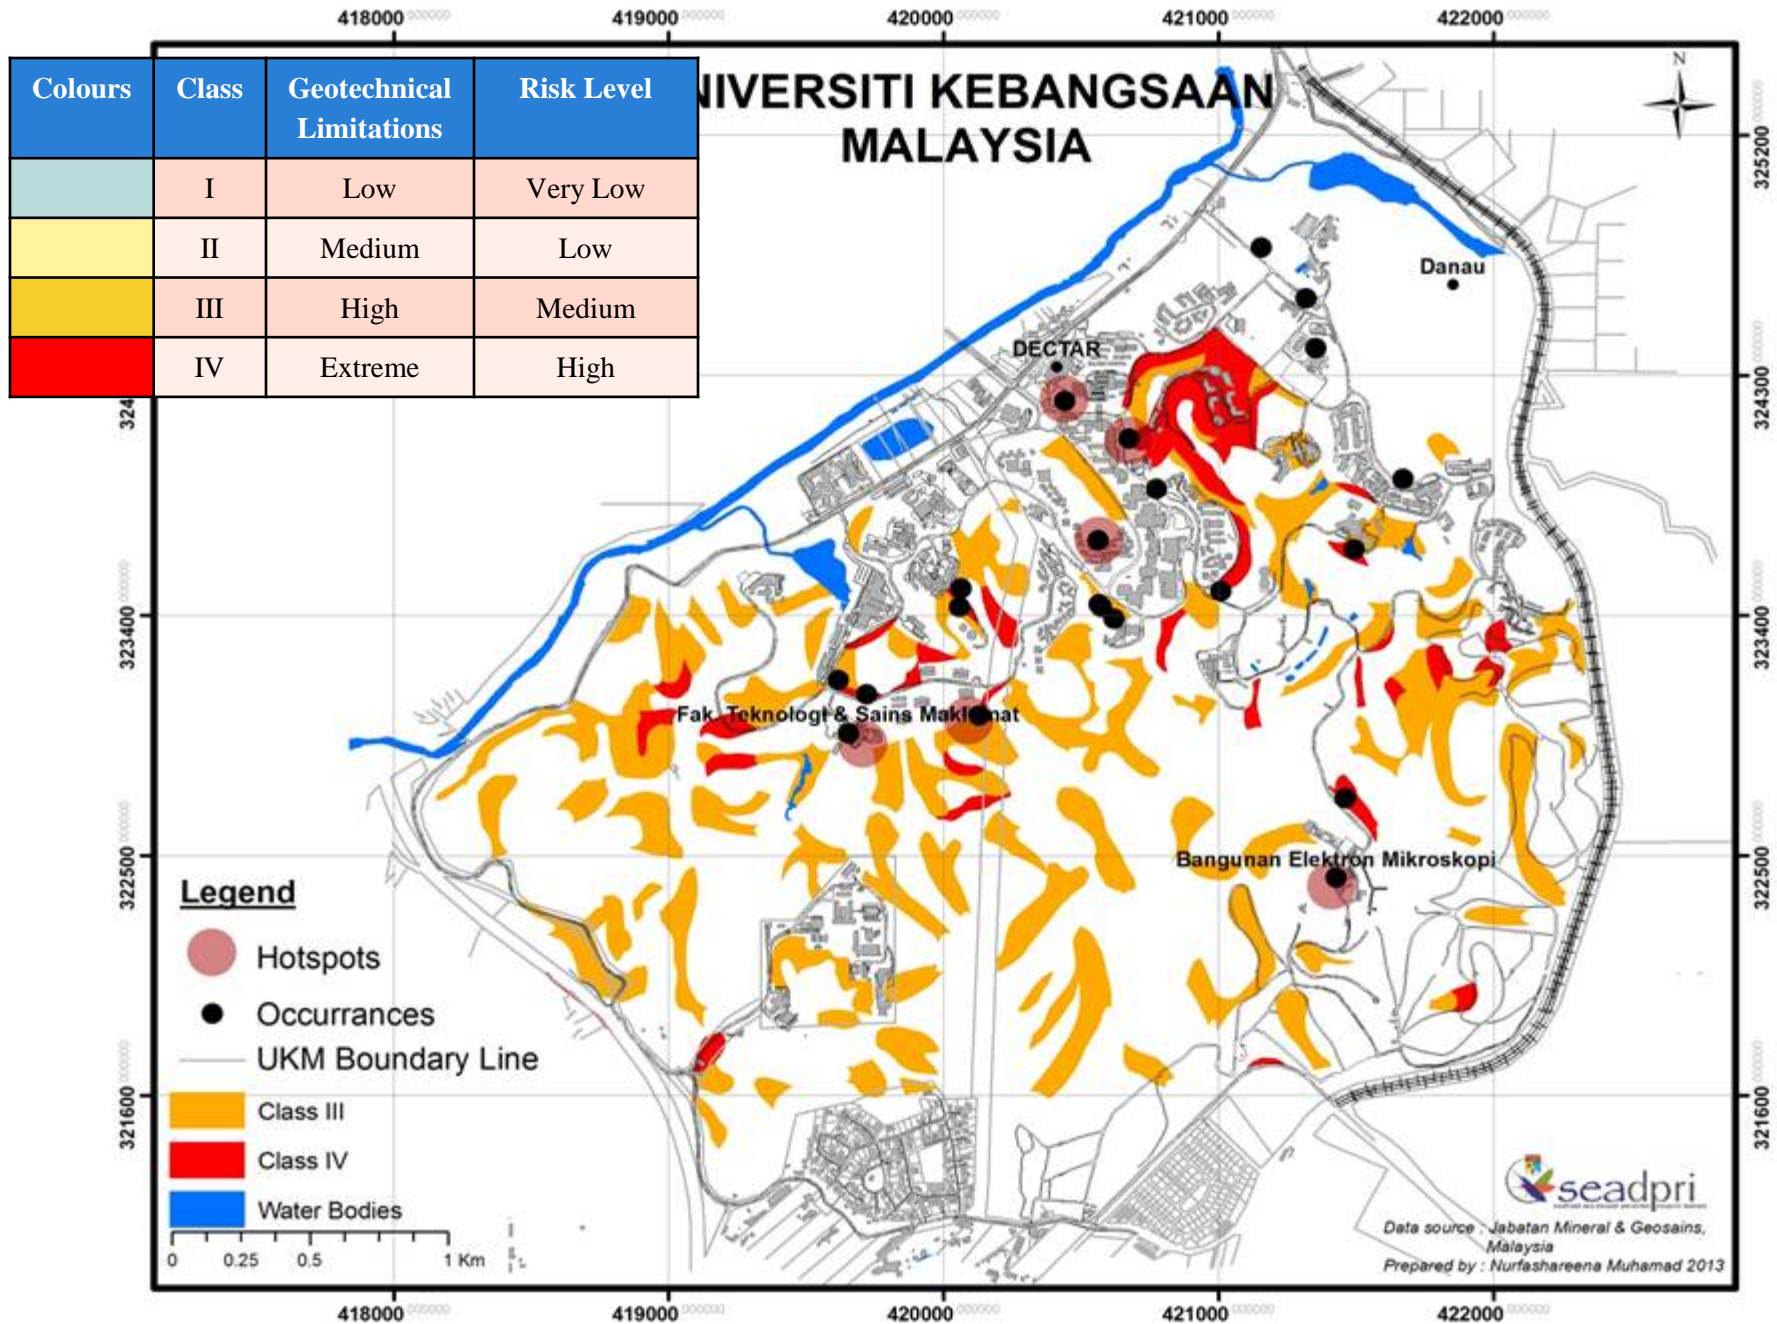 418000 419000 420000 421000 422000
Colours Class Geotechnical Limitations Risk Level
I Low Very Low
II Medium Low
III High Medium
IV Extreme High
NIVERSITI KEBANGSAAN
MALAYSIA
N
325200 325200
Danau
DECTAR
324300
323400 323400
Fak. Teknologi & Sains Maklumat
322500 322500
Bangunan Elektron Mikroskopi
Legend
Hotspots
Occurrances
UKM Boundary Line
Class III
Class IV
Water Bodies
0 0.25 0.5 1 Km
321600 321600
seadpri
Data source : Jabatan Mineral & Geosains,
Malaysia
Prepared by : Nurfashareena Muhamad 2013
418000 419000 420000 421000 422000